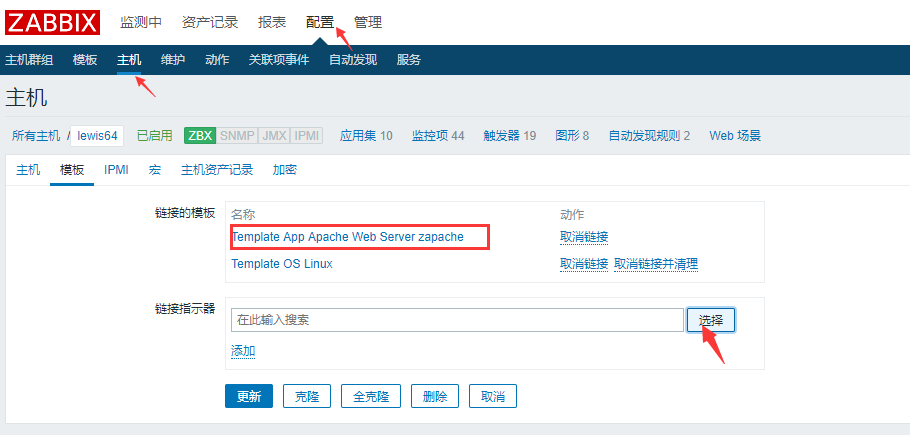 ZABBIX 监测中 资产记录 报表 配置 管理
主机群组 模板 主机 维护 动作 关联项事件 自动发现 服务
主机
所有主机 / lewis64 已启用 ZBX SNMP JMX IPMI 应用集 10 监控项 44 触发器 19 图形 8 自动发现规则 2 Web 场景
主机 模板 IPMI 宏 主机资产记录 加密
链接的模板 名称 动作
Template App Apache Web Server zapache 取消链接
Template OS Linux 取消链接 取消链接并清理
链接指示器 在此输入搜索 选择
添加
更新 克隆 全克隆 删除 取消